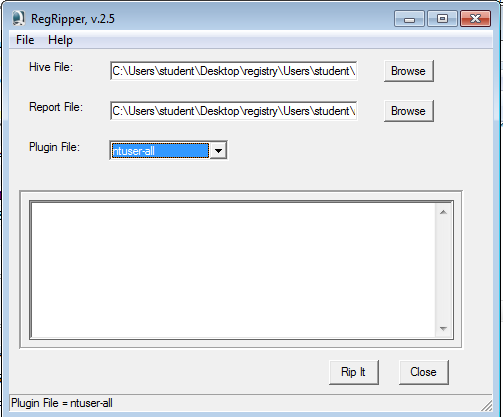 RegRipper, v.2.5
File Help
Hive File: C:\Users\student\Desktop\registry\Users\student\ Browse
Report File: C:\Users\student\Desktop\registry\Users\student\ Browse
Plugin File: ntuser-all
Rip It Close
Plugin File = ntuser-all